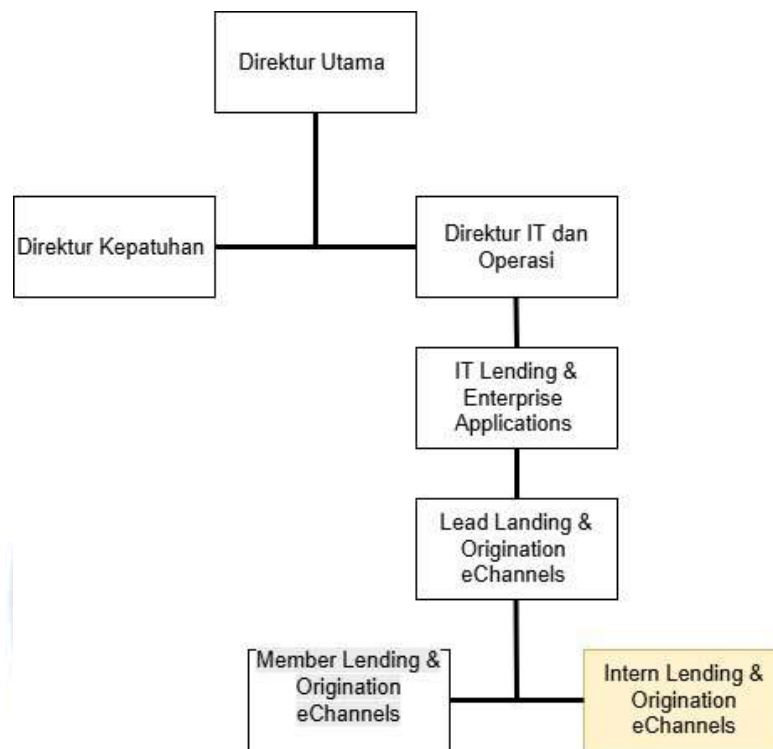 Direktur Utama
Direktur Kepatuhan
Direktur IT dan
Operasi
IT Lending &
Enterprise
Applications
Lead Landing &
Origination
eChannels
Member Lending &
Origination
eChannels
Intern Lending &
Origination
eChannels